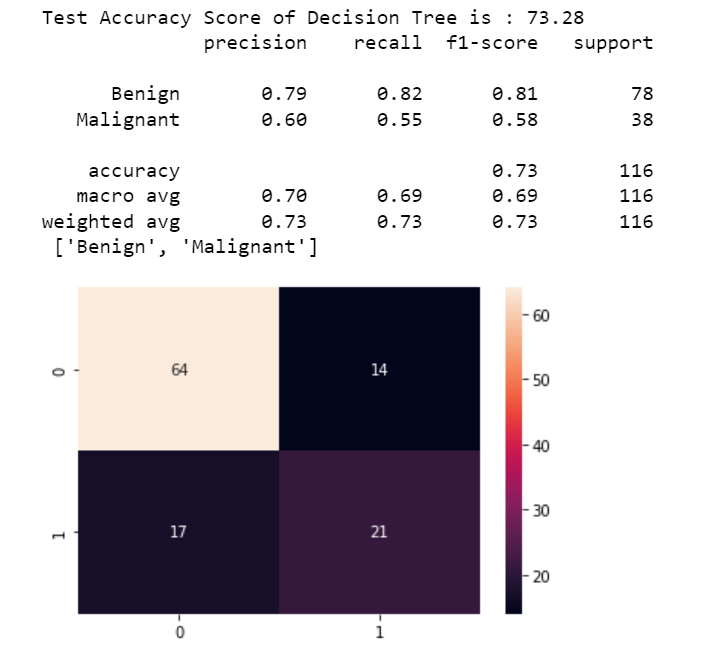 Test Accuracy Score of Decision Tree is : 73.28
precision recall f1-score support
Benign 0.79 0.82 0.81 78
Malignant 0.60 0.55 0.58 38
accuracy 0.73 116
macro avg 0.70 0.69 0.69 116
weighted avg 0.73 0.73 0.73 116
['Benign', 'Malignant']
60
0 64 14
50
40
30
1 17 21
20
0 1